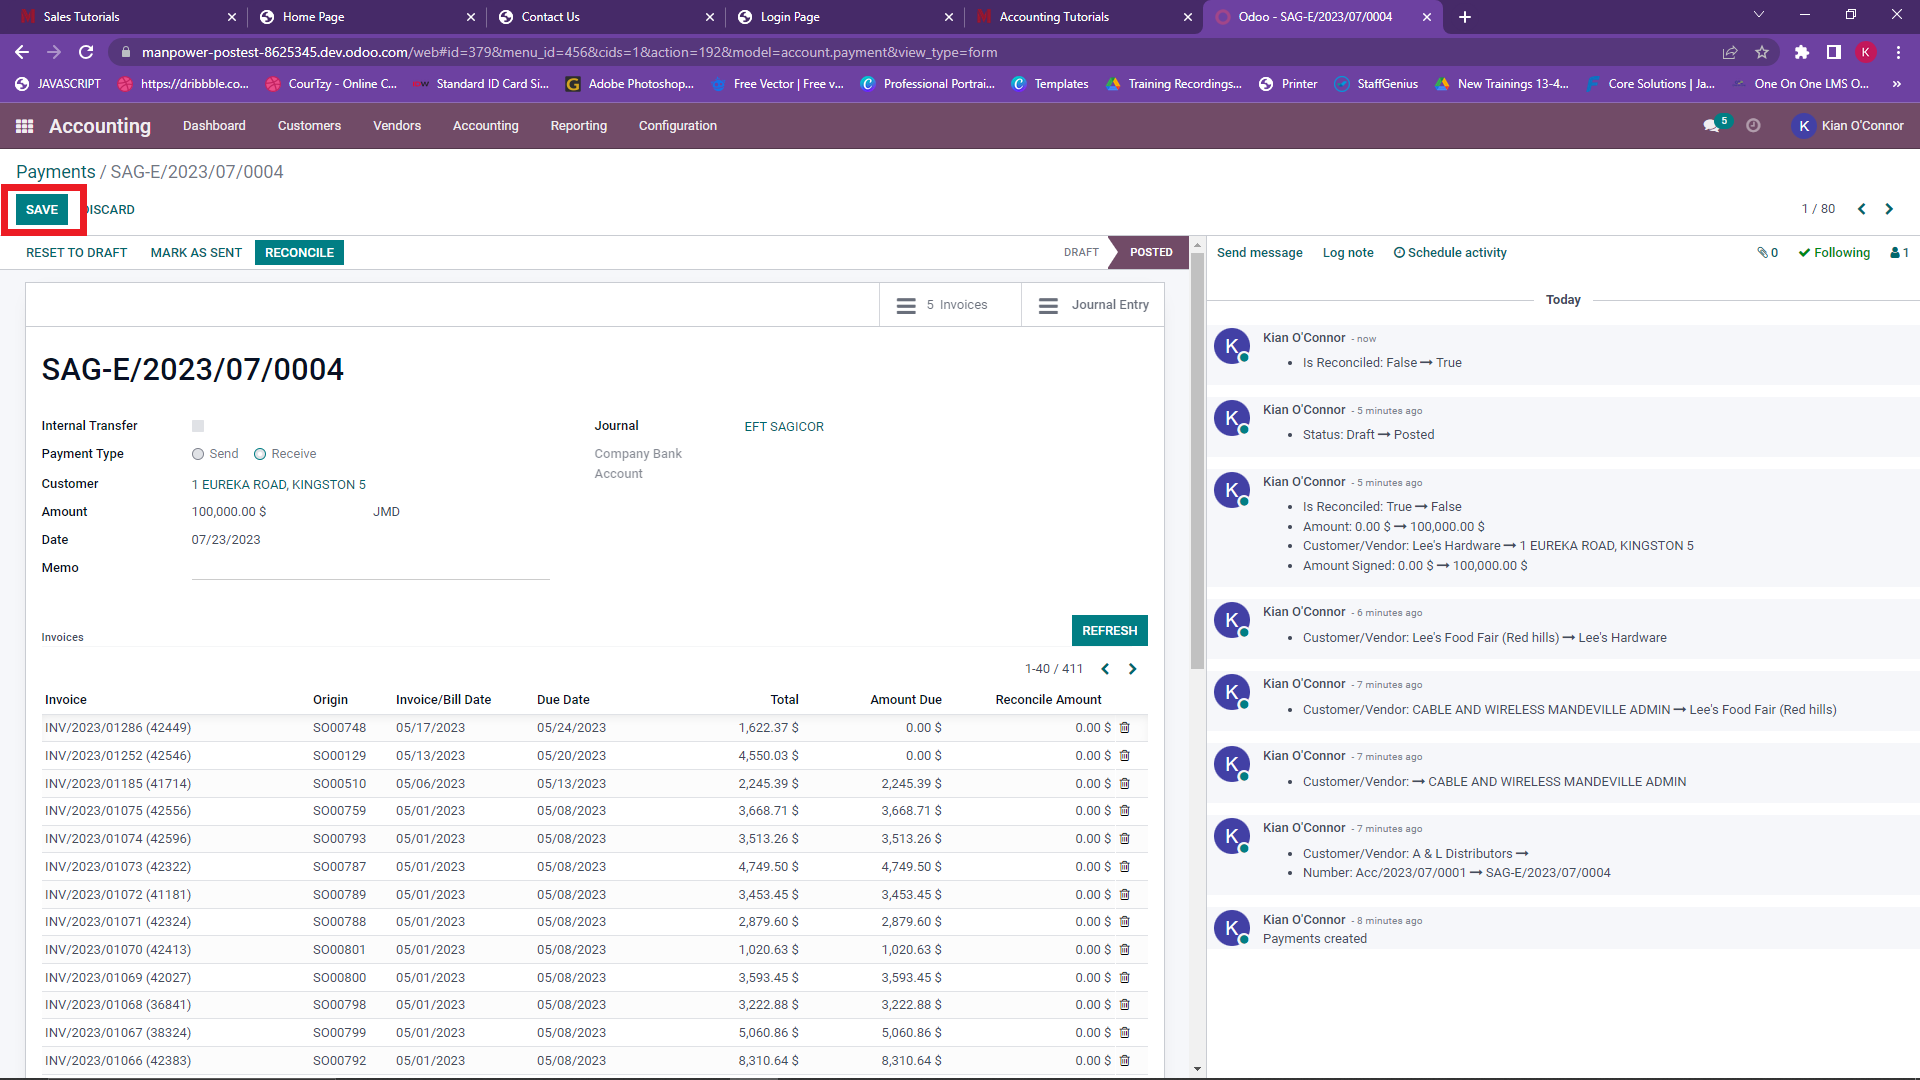 Sales Tutorials
Home Page
Contact Us
Login Page
Accounting Tutorials
Odoo - SAG-E/2023/07/0004
manpower-postest-8625345.dev.odoo.com/web#id=379&menu_id=456&cids=1&action=192&model=account.payment&view_type=form
K
JAVASCRIPT
https://dribbble.co...
CourTzy - Online C...
Standard ID Card Si...
Adobe Photoshop...
Free Vector | Free v...
Professional Portrai...
Templates
Training Recordings...
Printer
StaffGenius
New Trainings 13-4...
Core Solutions | Ja...
One On One LMS O...
»
Accounting Dashboard Customers Vendors Accounting Reporting Configuration 5 K Kian O'Connor
Payments / SAG-E/2023/07/0004
SAVE DISCARD 1 / 80
RESET TO DRAFT MARK AS SENT RECONCILE DRAFT POSTED
5 Invoices Journal Entry
SAG-E/2023/07/0004
Internal Transfer
Payment Type Send Receive
Customer 1 EUREKA ROAD, KINGSTON 5
Amount 100,000.00 $ JMD
Date 07/23/2023
Memo
Journal EFT SAGICOR
Company Bank
Account
REFRESH
Invoices
1-40 / 411
Invoice Origin Invoice/Bill Date Due Date Total Amount Due Reconcile Amount
INV/2023/01286 (42449) SO00748 05/17/2023 05/24/2023 1,622.37 $ 0.00 $ 0.00 $
INV/2023/01252 (42546) SO00129 05/13/2023 05/20/2023 4,550.03 $ 0.00 $ 0.00 $
INV/2023/01185 (41714) SO00510 05/06/2023 05/13/2023 2,245.39 $ 2,245.39 $ 0.00 $
INV/2023/01075 (42556) SO00759 05/01/2023 05/08/2023 3,668.71 $ 3,668.71 $ 0.00 $
INV/2023/01074 (42596) SO00793 05/01/2023 05/08/2023 3,513.26 $ 3,513.26 $ 0.00 $
INV/2023/01073 (42322) SO00787 05/01/2023 05/08/2023 4,749.50 $ 4,749.50 $ 0.00 $
INV/2023/01072 (41181) SO00789 05/01/2023 05/08/2023 3,453.45 $ 3,453.45 $ 0.00 $
INV/2023/01071 (42324) SO00788 05/01/2023 05/08/2023 2,879.60 $ 2,879.60 $ 0.00 $
INV/2023/01070 (42413) SO00801 05/01/2023 05/08/2023 1,020.63 $ 1,020.63 $ 0.00 $
INV/2023/01069 (42027) SO00800 05/01/2023 05/08/2023 3,593.45 $ 3,593.45 $ 0.00 $
INV/2023/01068 (36841) SO00798 05/01/2023 05/08/2023 3,222.88 $ 3,222.88 $ 0.00 $
INV/2023/01067 (38324) SO00799 05/01/2023 05/08/2023 5,060.86 $ 5,060.86 $ 0.00 $
INV/2023/01066 (42383) SO00792 05/01/2023 05/08/2023 8,310.64 $ 8,310.64 $ 0.00 $
Send message Log note Schedule activity 0 Following 1
Today
K Kian O'Connor - now
• Is Reconciled: False → True
K Kian O'Connor - 5 minutes ago
• Status: Draft → Posted
K Kian O'Connor - 5 minutes ago
• Is Reconciled: True → False
• Amount: 0.00 $ → 100,000.00 $
• Customer/Vendor: Lee's Hardware → 1 EUREKA ROAD, KINGSTON 5
• Amount Signed: 0.00 $ → 100,000.00 $
K Kian O'Connor - 6 minutes ago
• Customer/Vendor: Lee's Food Fair (Red hills) → Lee's Hardware
K Kian O'Connor - 7 minutes ago
• Customer/Vendor: CABLE AND WIRELESS MANDEVILLE ADMIN → Lee's Food Fair (Red hills)
K Kian O'Connor - 7 minutes ago
• Customer/Vendor: → CABLE AND WIRELESS MANDEVILLE ADMIN
K Kian O'Connor - 7 minutes ago
• Customer/Vendor: A & L Distributors →
• Number: Acc/2023/07/0001 → SAG-E/2023/07/0004
K Kian O'Connor - 8 minutes ago
Payments created